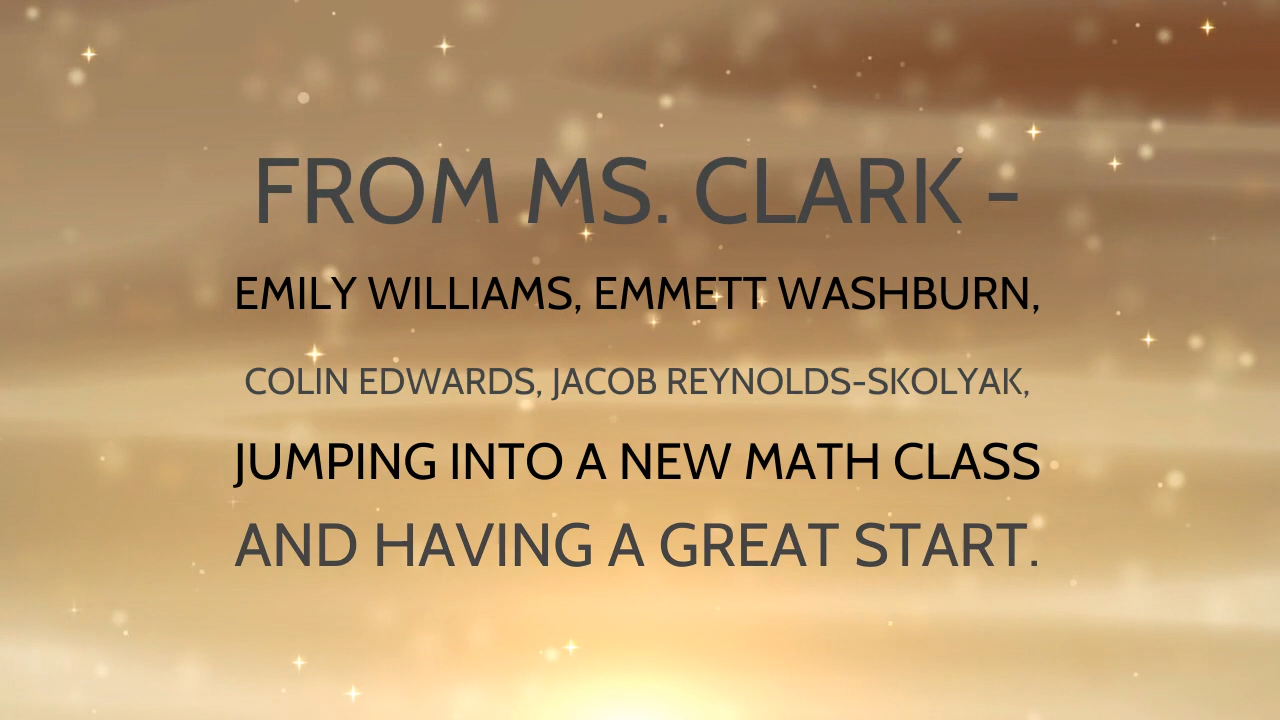 FROM MS. CLARK -
EMILY WILLIAMS, EMMETT WASHBURN,
COLIN EDWARDS, JACOB REYNOLDS-SKOLYAK,
JUMPING INTO A NEW MATH CLASS
AND HAVING A GREAT START.